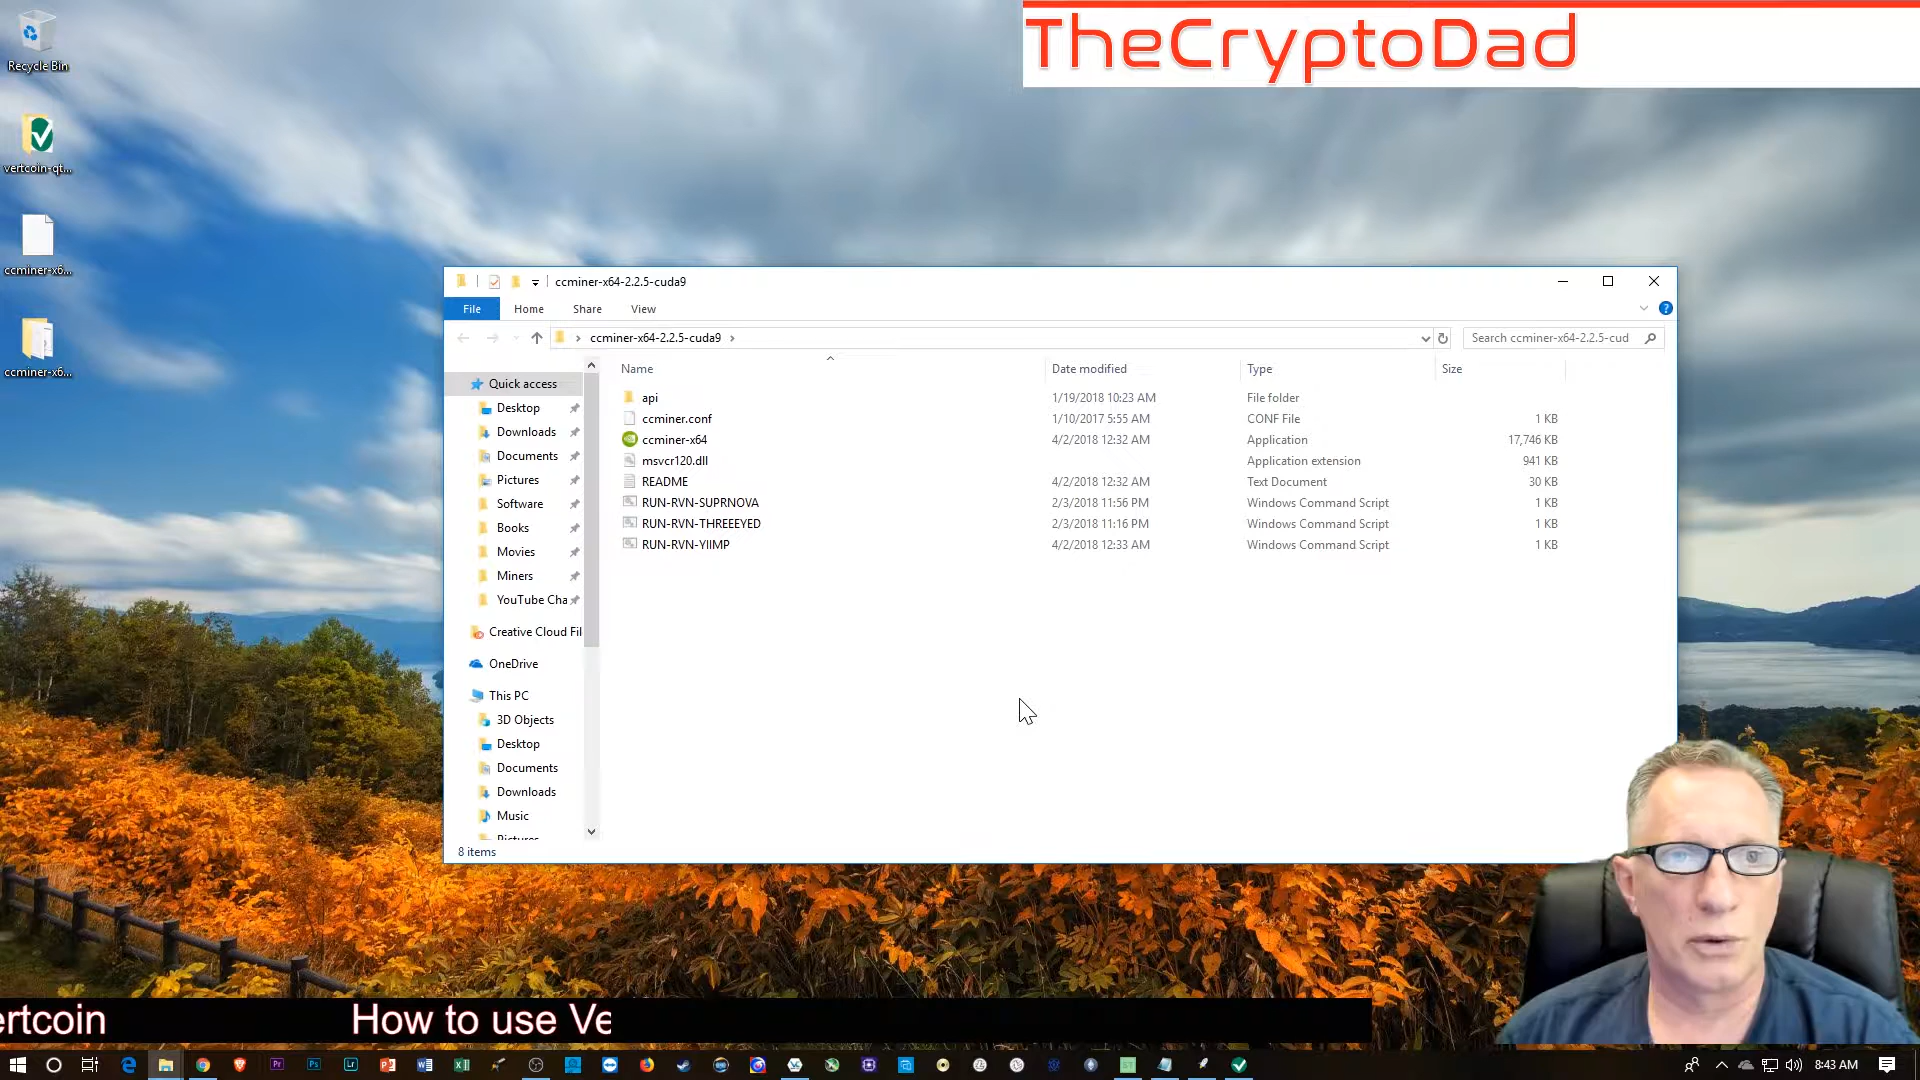 TheCryptoDad
Recycle Bin
vertcoin-qt...
ccminer-x6...
ccminer-x6...
ccminer-x64-2.2.5-cuda9
File Home Share View
ccminer-x64-2.2.5-cuda9
Search ccminer-x64-2.2.5-cud
Name Date modified Type Size
Quick access
Desktop
Downloads
Documents
Pictures
Software
Books
Movies
Miners
YouTube Cha
Creative Cloud Fil
OneDrive
This PC
3D Objects
Desktop
Documents
Downloads
Music
Pictures
api 1/19/2018 10:23 AM File folder
ccminer.conf 1/10/2017 5:55 AM CONF File 1 KB
ccminer-x64 4/2/2018 12:32 AM Application 17,746 KB
msvcr120.dll Application extension 941 KB
README 4/2/2018 12:32 AM Text Document 30 KB
RUN-RVN-SUPRNOVA 2/3/2018 11:56 PM Windows Command Script 1 KB
RUN-RVN-THREEEYED 2/3/2018 11:16 PM Windows Command Script 1 KB
RUN-RVN-YIIMP 4/2/2018 12:33 AM Windows Command Script 1 KB
8 items
ertcoin How to use Ve
8:43 AM